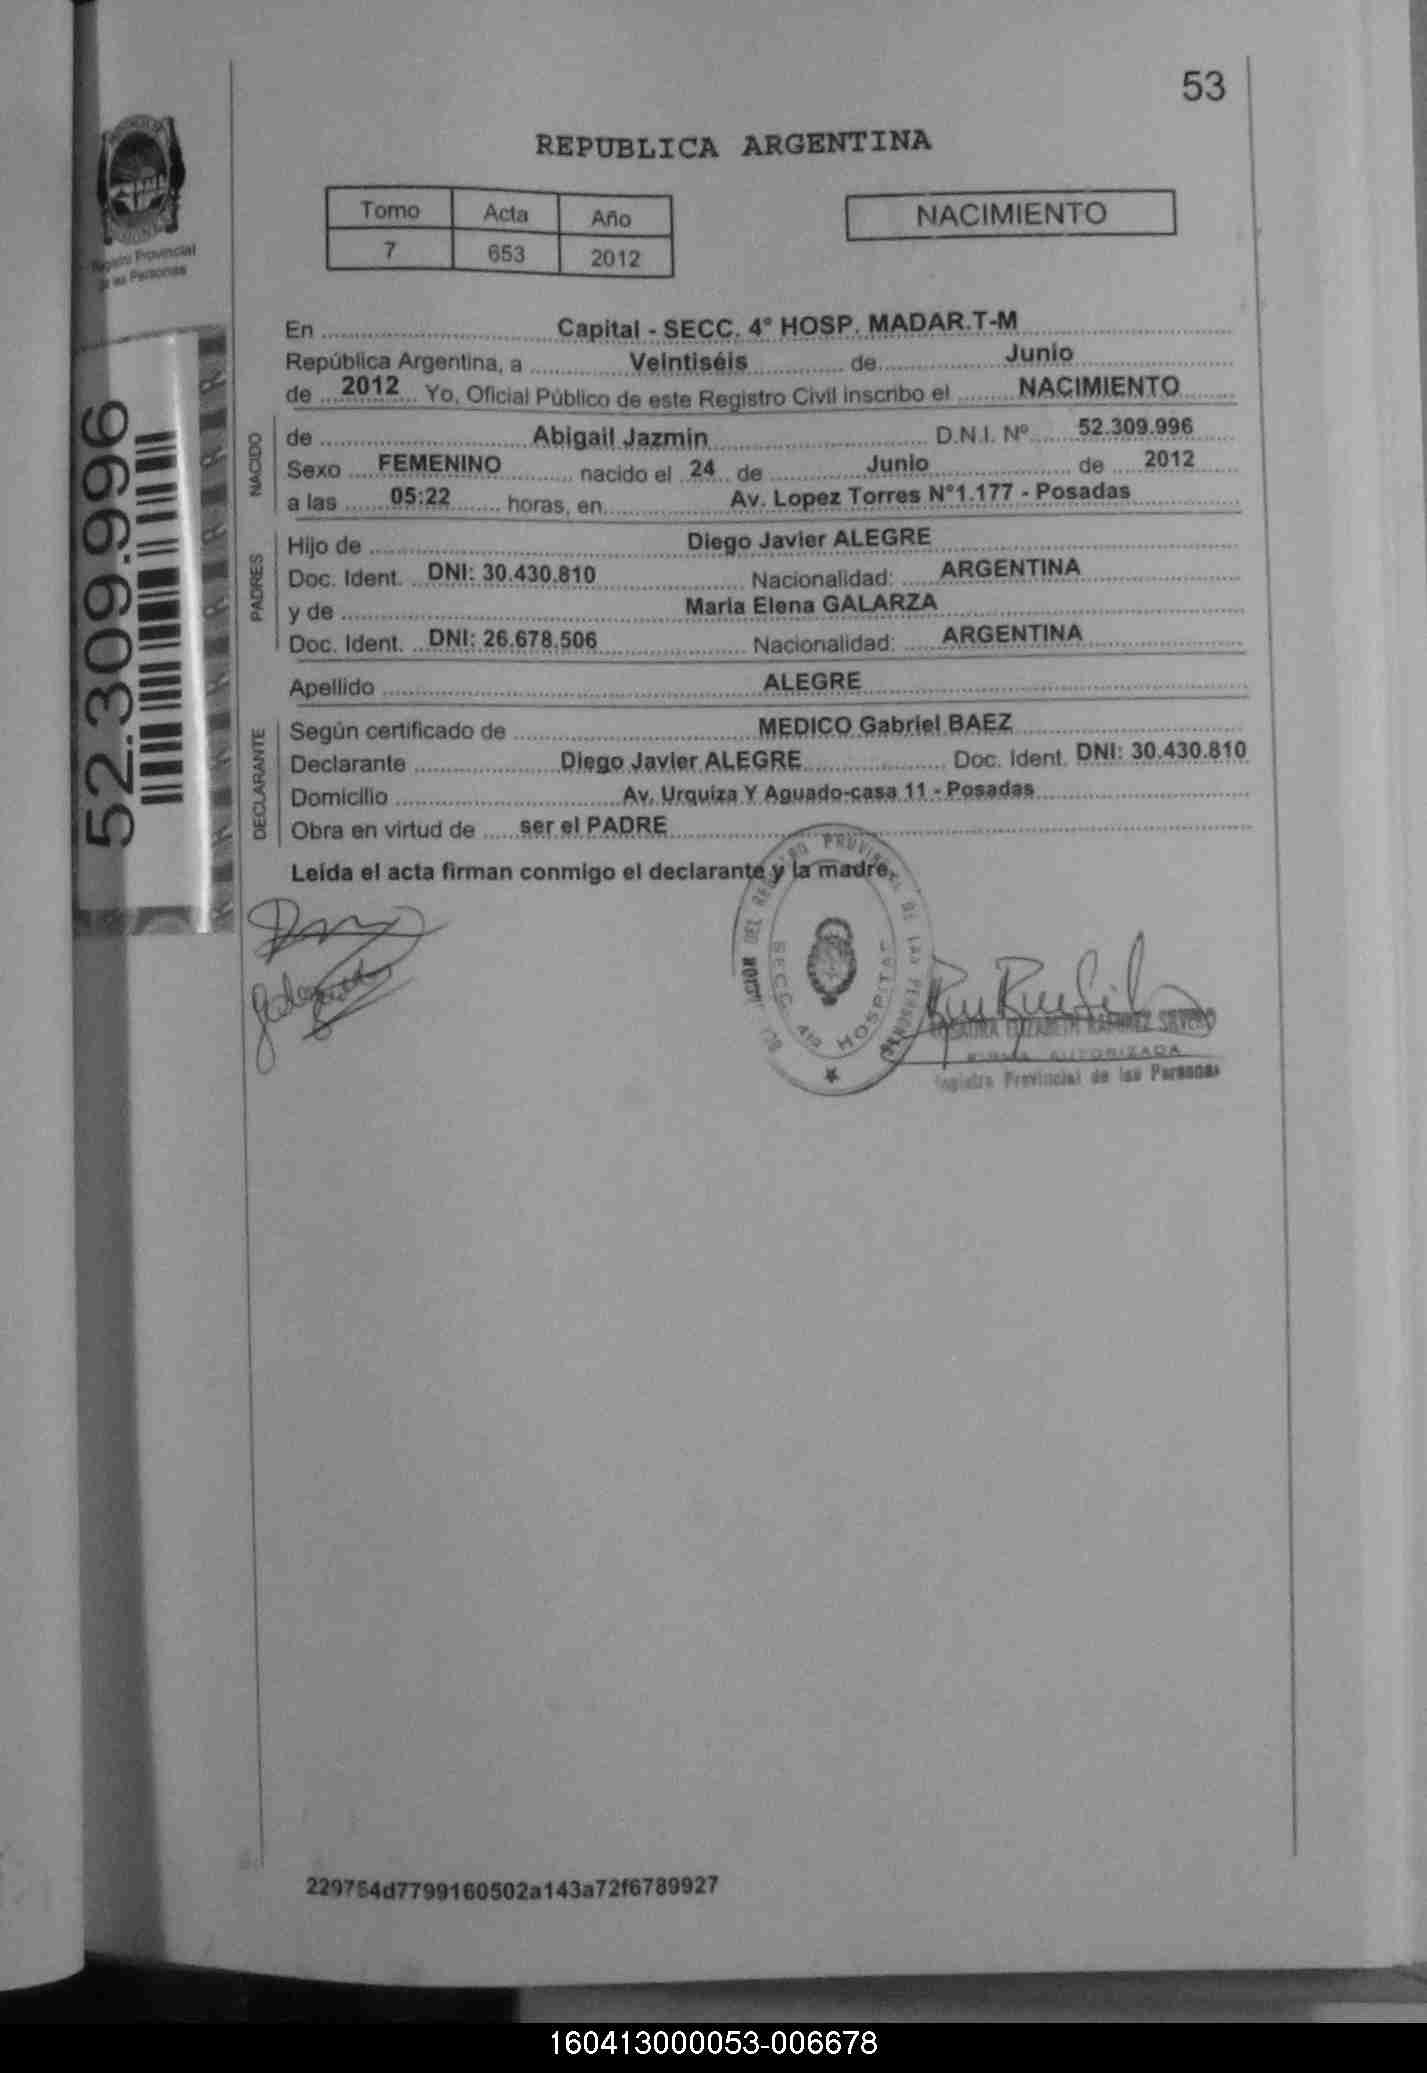 53
REPUBLICA ARGENTINA
Registro Provincial
de las Personas
Tomo Acta Año
7 653 2012
NACIMIENTO
52.309.996
En Capital - SECC. 4° HOSP. MADAR.T-M
República Argentina, a Veintiséis de Junio
de 2012 Yo, Oficial Público de este Registro Civil inscribo el NACIMIENTO
NACIDO
de Abigail Jazmin D.N.I. Nº 52.309.996
Sexo FEMENINO nacido el 24 de Junio de 2012
a las 05:22 horas, en Av. Lopez Torres N°1.177 - Posadas
PADRES
Hijo de Diego Javier ALEGRE
Doc. Ident. DNI: 30.430.810 Nacionalidad: ARGENTINA
y de Maria Elena GALARZA
Doc. Ident. DNI: 26.678.506 Nacionalidad: ARGENTINA
Apellido ALEGRE
DECLARANTE
Según certificado de MEDICO Gabriel BAEZ
Declarante Diego Javier ALEGRE Doc. Ident. DNI: 30.430.810
Domicilio Av. Urquiza Y Aguado-casa 11 - Posadas
Obra en virtud de ser el PADRE
Leída el acta firman conmigo el declarante y la madre.
SECC 4ta HOSPITAL
ELIZABETH RAMIREZ SILVERO
FIRMA AUTORIZADA
Registro Provincial de las Personas
229754d7799160502a143a72f6789927
160413000053-006678